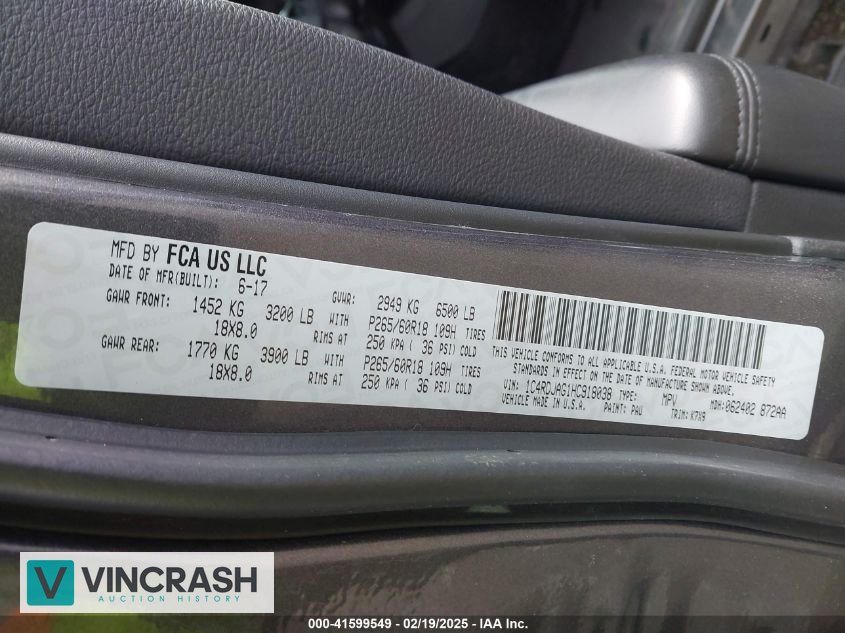 MFD BY FCA US LLC
DATE OF MFR(BUILT): 6-17
GVWR: 2949 KG 6500 LB
GAWR FRONT: 1452 KG 3200 LB WITH P265/60R18 109H TIRES
18X8.0 RIMS AT 250 KPA ( 36 PSI) COLD
GAWR REAR: 1770 KG 3900 LB WITH P265/60R18 109H TIRES
18X8.0 RIMS AT 250 KPA ( 36 PSI) COLD
THIS VEHICLE CONFORMS TO ALL APPLICABLE U.S.A. FEDERAL MOTOR VEHICLE SAFETY
STANDARDS IN EFFECT ON THE DATE OF MANUFACTURE SHOWN ABOVE.
VIN: 1C4RDJAG1HC918038 TYPE: MPV MDH:062402 872AA
VEHICLE MADE IN U.S.A. PAINT: PAU TRIM: K7X9
VINCRASH
AUCTION HISTORY
000-41599549 — 02/19/2025 — IAA Inc.